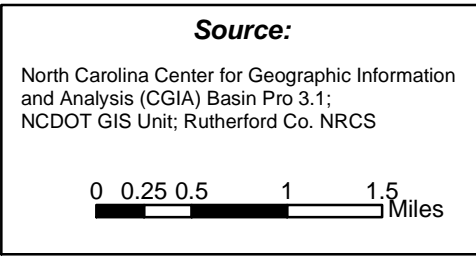 Source:
North Carolina Center for Geographic Information
and Analysis (CGIA) Basin Pro 3.1;
NCDOT GIS Unit; Rutherford Co. NRCS
0 0.25 0.5 1 1.5
Miles